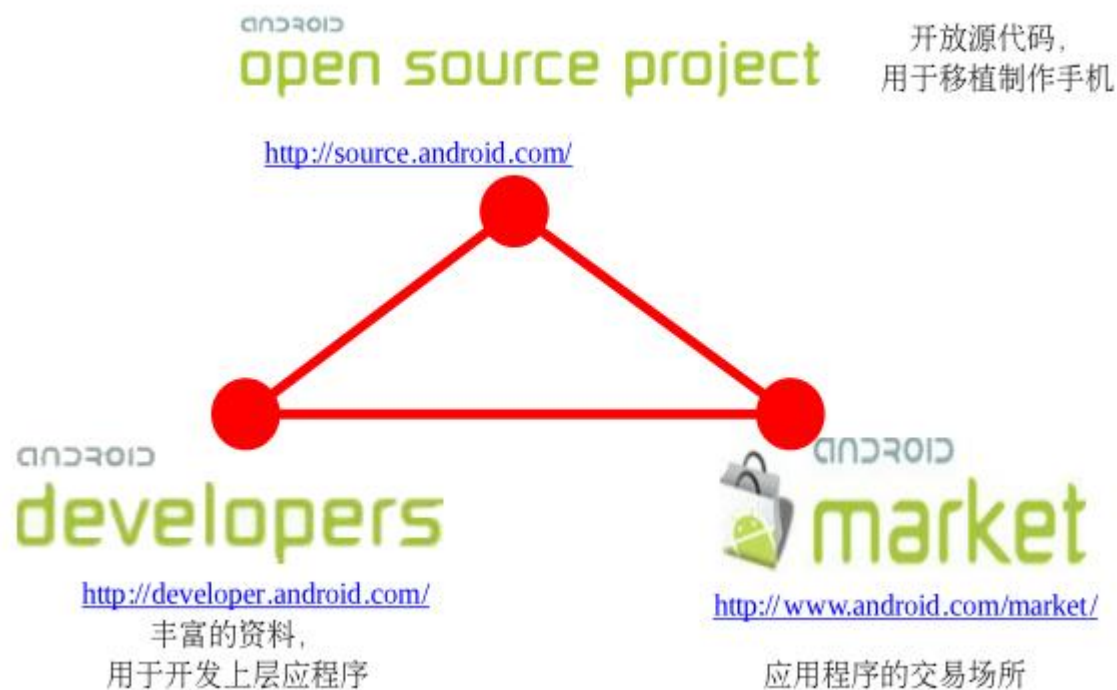 ANDROID
open source project
开放源代码，
用于移植制作手机
http://source.android.com/
ANDROID
developers
http://developer.android.com/
丰富的资料，
用于开发上层应程序
ANDROID
market
http://www.android.com/market/
应用程序的交易场所